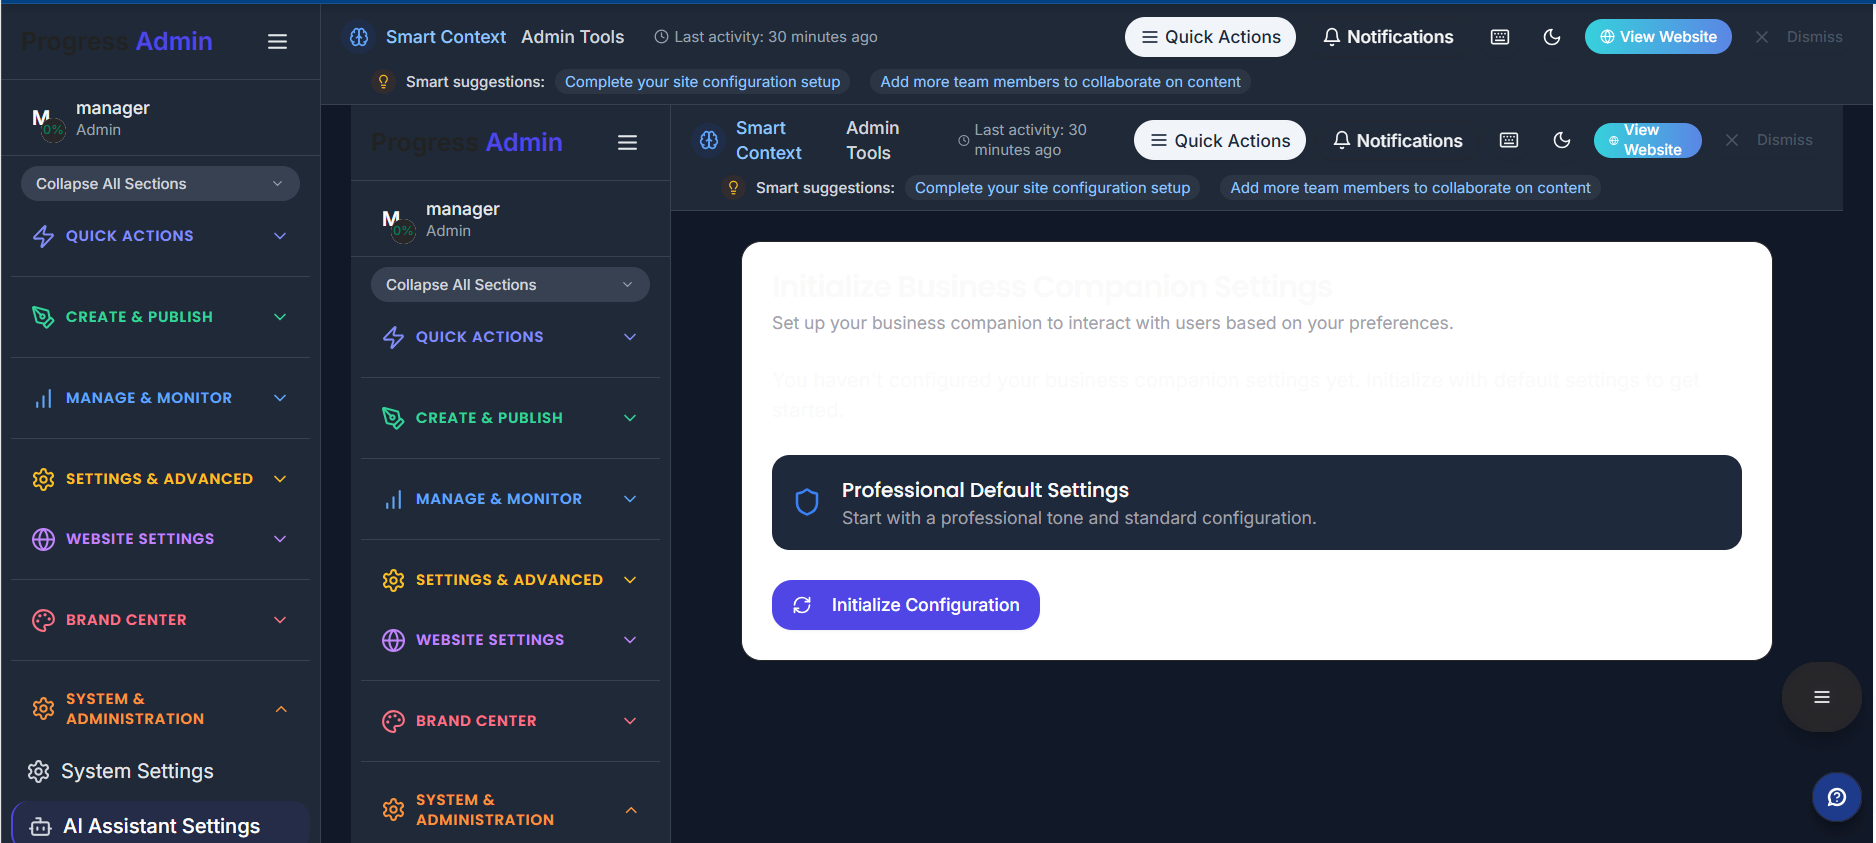 Progress Admin
manager
Admin
M
0%
Collapse All Sections
QUICK ACTIONS
CREATE & PUBLISH
MANAGE & MONITOR
SETTINGS & ADVANCED
WEBSITE SETTINGS
BRAND CENTER
SYSTEM &
ADMINISTRATION
System Settings
AI Assistant Settings
Smart Context Admin Tools Last activity: 30 minutes ago Quick Actions Notifications View Website Dismiss
Smart suggestions: Complete your site configuration setup Add more team members to collaborate on content
Progress Admin
manager
Admin
M
0%
Collapse All Sections
QUICK ACTIONS
CREATE & PUBLISH
MANAGE & MONITOR
SETTINGS & ADVANCED
WEBSITE SETTINGS
BRAND CENTER
SYSTEM &
ADMINISTRATION
Smart
Context
Admin
Tools
Last activity: 30
minutes ago
Quick Actions
Notifications
View
Website
Dismiss
Smart suggestions: Complete your site configuration setup Add more team members to collaborate on content
Initialize Business Companion Settings
Set up your business companion to interact with users based on your preferences.
You haven't configured your business companion settings yet. Initialize with default settings to get
started.
Professional Default Settings
Start with a professional tone and standard configuration.
Initialize Configuration